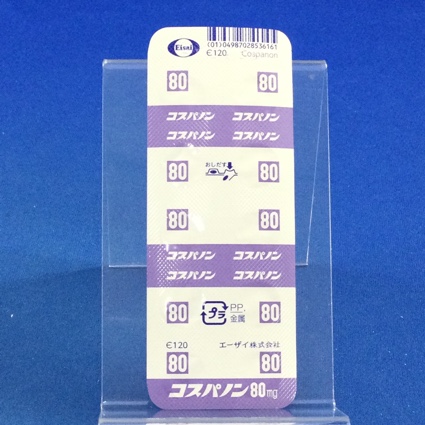 Eisai
(01)04987028536161
Є120 Cospanon
80 80
コスパノン コスパノン
コスパノン コスパノン
80 おしだす 80
80 80
コスパノン コスパノン
コスパノン コスパノン
80 プラ PP, 80
金属
Є120 エーザイ株式会社
80 80
コスパノン80mg